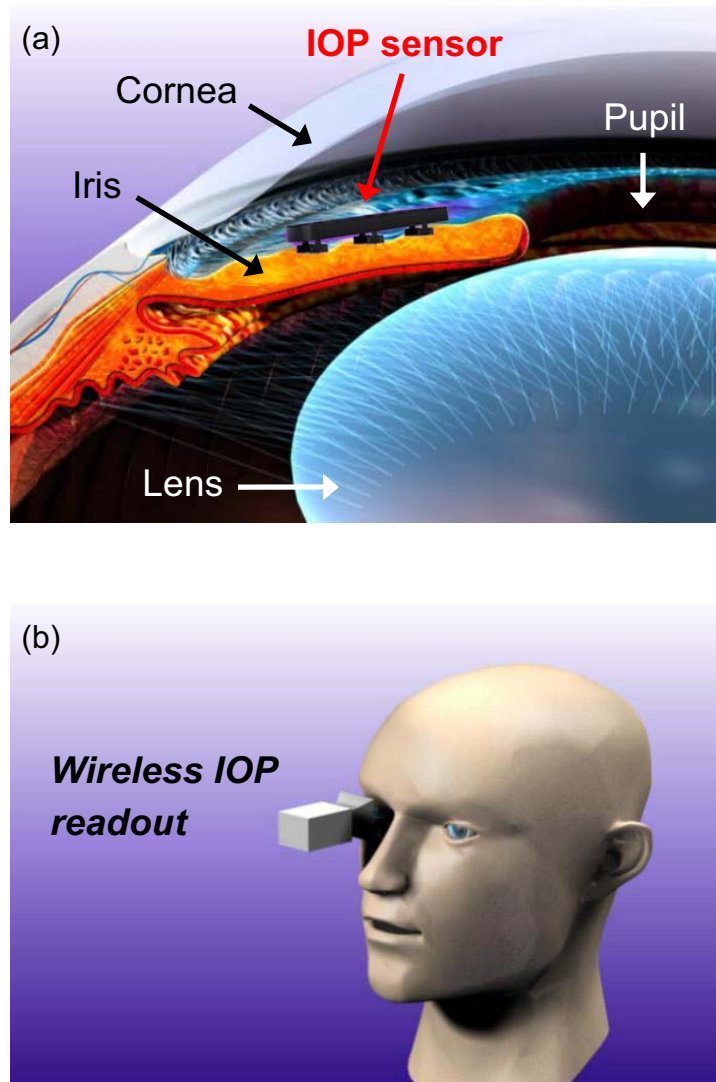 (a)
IOP sensor
Cornea
Pupil
Iris
Lens
(b)
Wireless IOP
readout